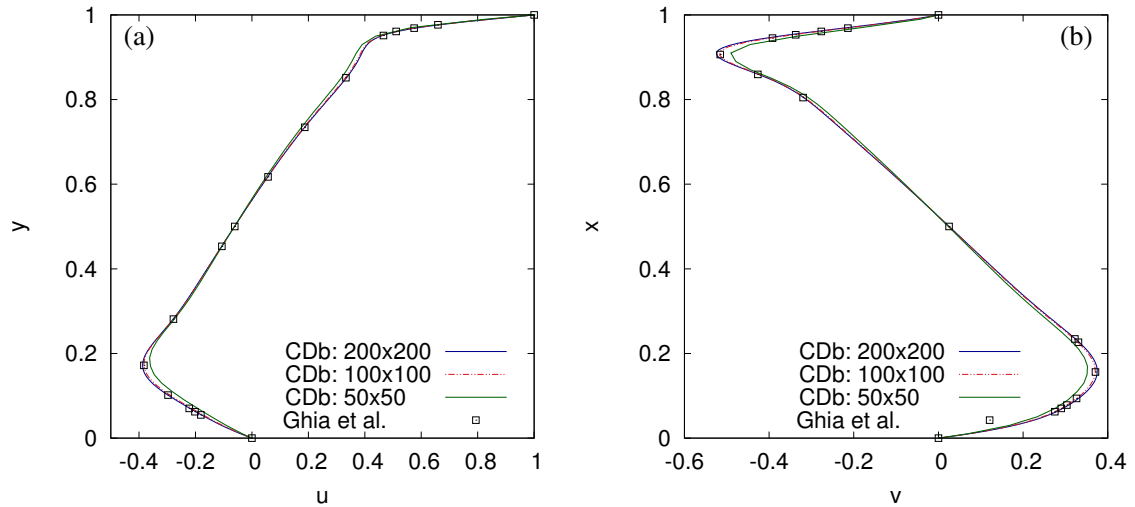 (a)
y
1
0.8
0.6
0.4
0.2
0
-0.4 -0.2 0 0.2 0.4 0.6 0.8 1
u
CDb: 200x200
CDb: 100x100
CDb: 50x50
Ghia et al.
(b)
x
1
0.8
0.6
0.4
0.2
0
-0.6 -0.4 -0.2 0 0.2 0.4
v
CDb: 200x200
CDb: 100x100
CDb: 50x50
Ghia et al.